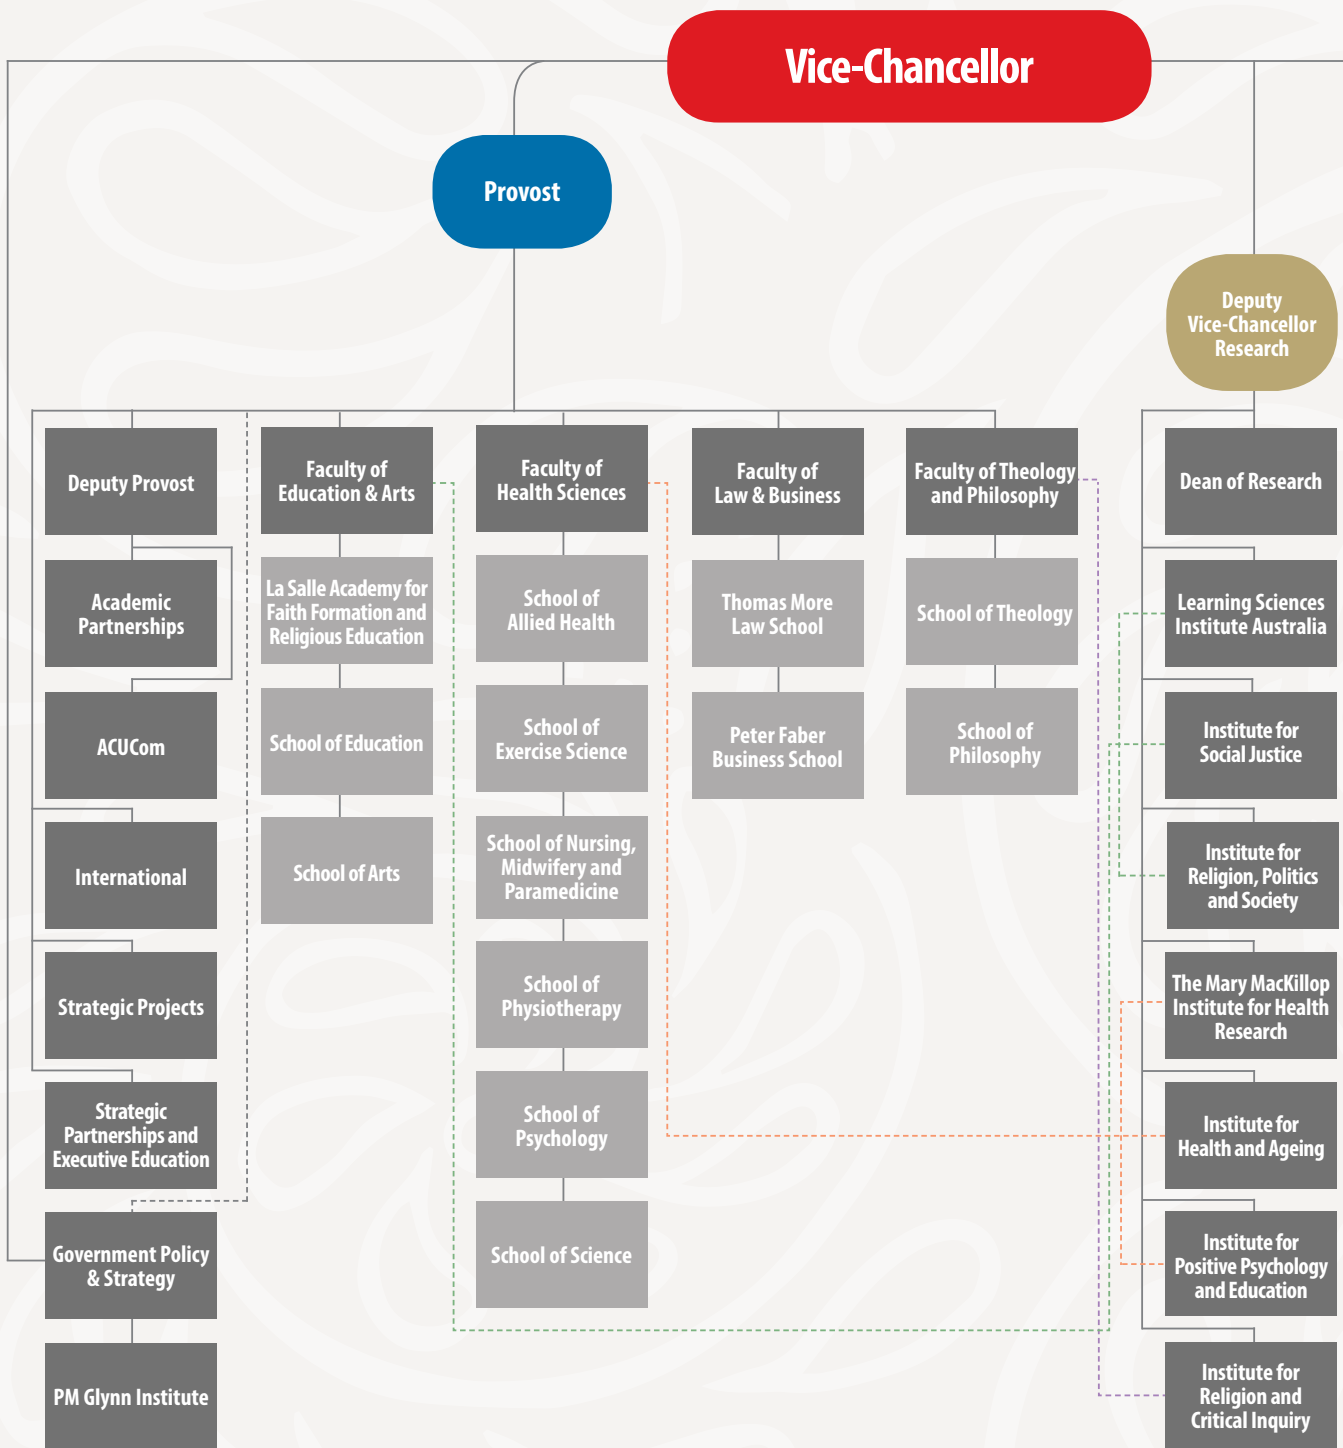 Vice-Chancellor
Provost
Deputy
Vice-Chancellor
Research
Deputy Provost
Academic
Partnerships
ACUCom
International
Strategic Projects
Strategic
Partnerships and
Executive Education
Government Policy
& Strategy
PM Glynn Institute
Faculty of
Education & Arts
La Salle Academy for
Faith Formation and
Religious Education
School of Education
School of Arts
Faculty of
Health Sciences
School of
Allied Health
School of
Exercise Science
School of Nursing,
Midwifery and
Paramedicine
School of
Physiotherapy
School of
Psychology
School of Science
Faculty of
Law & Business
Thomas More
Law School
Peter Faber
Business School
Faculty of Theology
and Philosophy
School of Theology
School of
Philosophy
Dean of Research
Learning Sciences
Institute Australia
Institute for
Social Justice
Institute for
Religion, Politics
and Society
The Mary MacKillop
Institute for Health
Research
Institute for
Health and Ageing
Institute for
Positive Psychology
and Education
Institute for
Religion and
Critical Inquiry